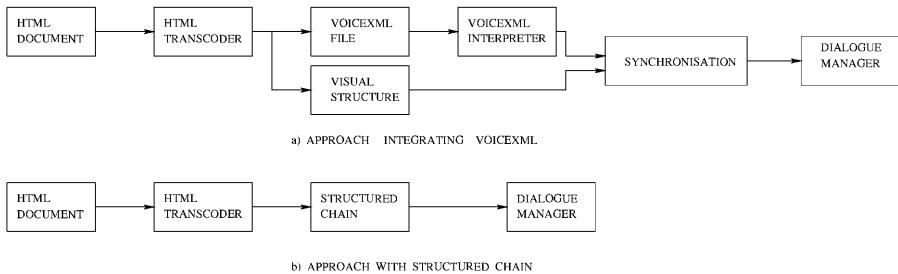 HTML
DOCUMENT
HTML
TRANSCODER
VOICEXML
FILE
VOICEXML
INTERPRETER
VISUAL
STRUCTURE
SYNCHRONISATION
DIALOGUE
MANAGER
a) APPROACH INTEGRATING VOICEXML
HTML
DOCUMENT
HTML
TRANSCODER
STRUCTURED
CHAIN
DIALOGUE
MANAGER
b) APPROACH WITH STRUCTURED CHAIN